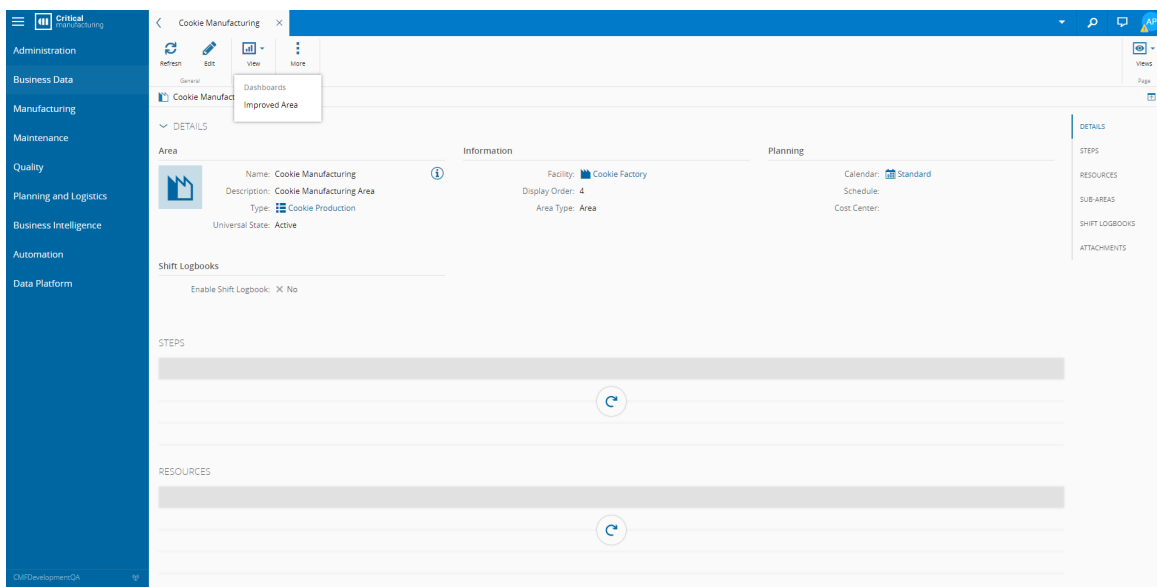 Critical
manufacturing
Cookie Manufacturing
AP
Administration
Business Data
Manufacturing
Maintenance
Quality
Planning and Logistics
Business Intelligence
Automation
Data Platform
CMFDevelopmentQA
Refresh
Edit
View
More
Views
General
Page
Dashboards
Improved Area
Cookie Manufact
DETAILS
Area
Name: Cookie Manufacturing
Description: Cookie Manufacturing Area
Type: Cookie Production
Universal State: Active
Information
Facility: Cookie Factory
Display Order: 4
Area Type: Area
Planning
Calendar: Standard
Schedule:
Cost Center:
Shift Logbooks
Enable Shift Logbook: No
STEPS
RESOURCES
DETAILS
STEPS
RESOURCES
SUB-AREAS
SHIFT LOGBOOKS
ATTACHMENTS